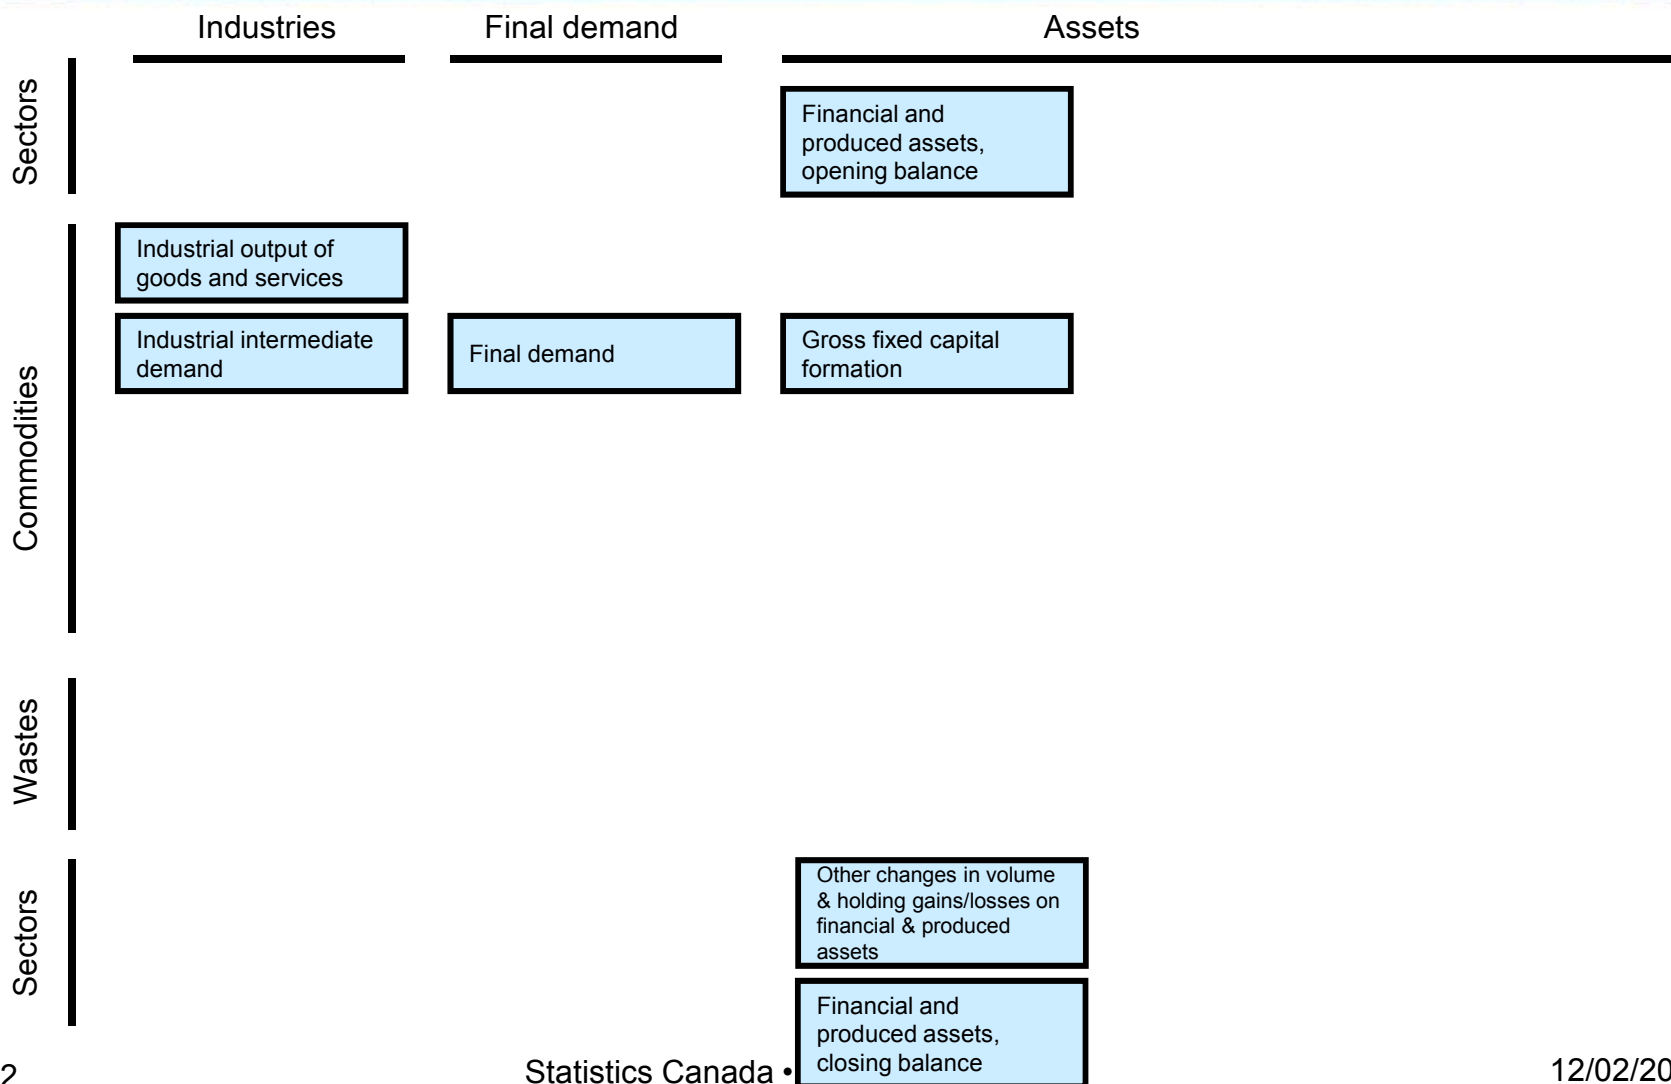 Industries
Final demand
Assets
Sectors
Financial and
produced assets,
opening balance
Commodities
Industrial output of
goods and services
Industrial intermediate
demand
Final demand
Gross fixed capital
formation
Wastes
Sectors
Other changes in volume
& holding gains/losses on
financial & produced
assets
Financial and
produced assets,
closing balance
2
Statistics Canada •
12/02/20